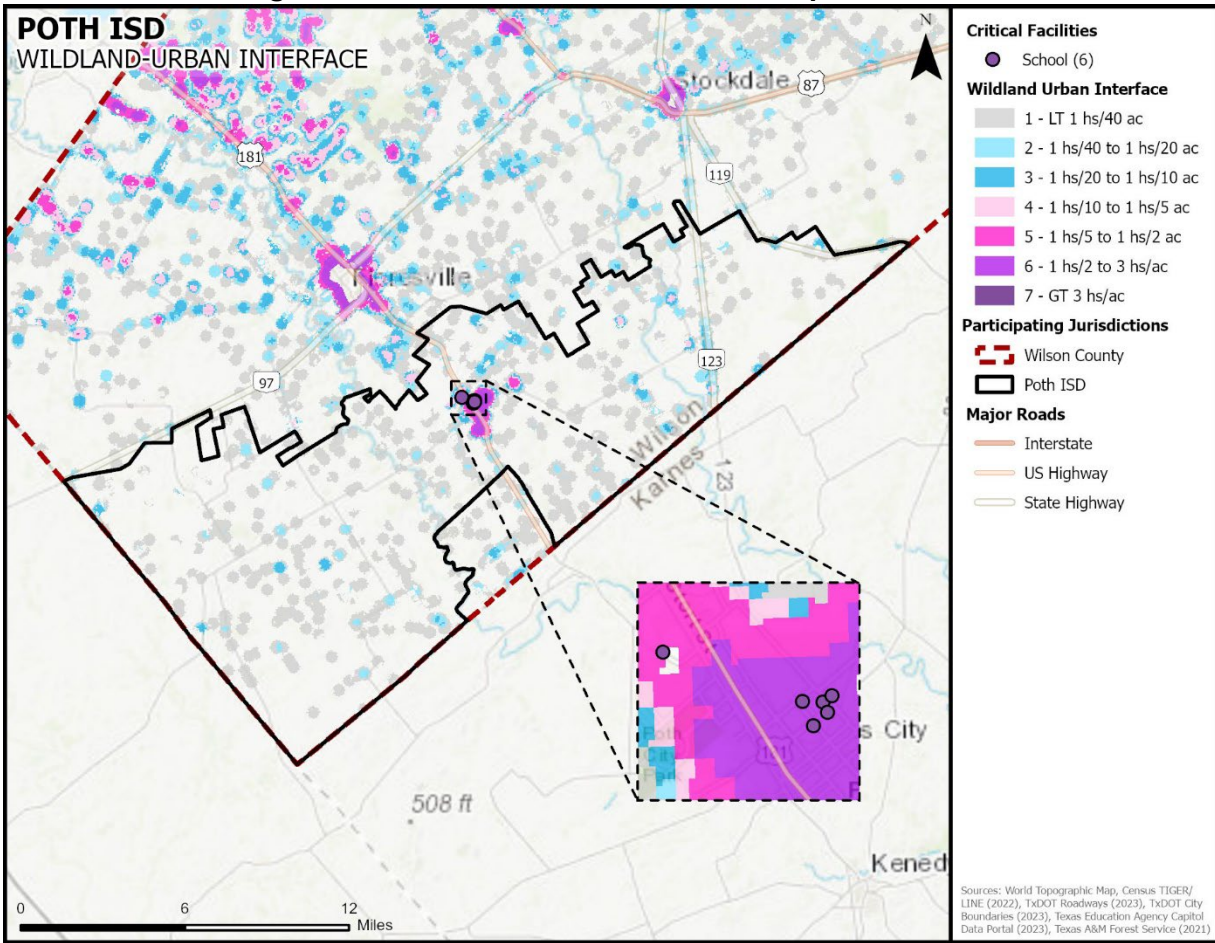 POTH ISD
WILDLAND-URBAN INTERFACE
N
Stockdale
87
181
119
97
123
Wilson
Karnes
123
181
s City
508 ft
Kenedy
0 6 12
Miles
Critical Facilities
School (6)
Wildland Urban Interface
1 - LT 1 hs/40 ac
2 - 1 hs/40 to 1 hs/20 ac
3 - 1 hs/20 to 1 hs/10 ac
4 - 1 hs/10 to 1 hs/5 ac
5 - 1 hs/5 to 1 hs/2 ac
6 - 1 hs/2 to 3 hs/ac
7 - GT 3 hs/ac
Participating Jurisdictions
Wilson County
Poth ISD
Major Roads
Interstate
US Highway
State Highway
Poth
City
Park
Sources: World Topographic Map, Census TIGER/
LINE (2022), TxDOT Roadways (2023), TxDOT City
Boundaries (2023), Texas Education Agency Capitol
Data Portal (2023), Texas A&M Forest Service (2021)